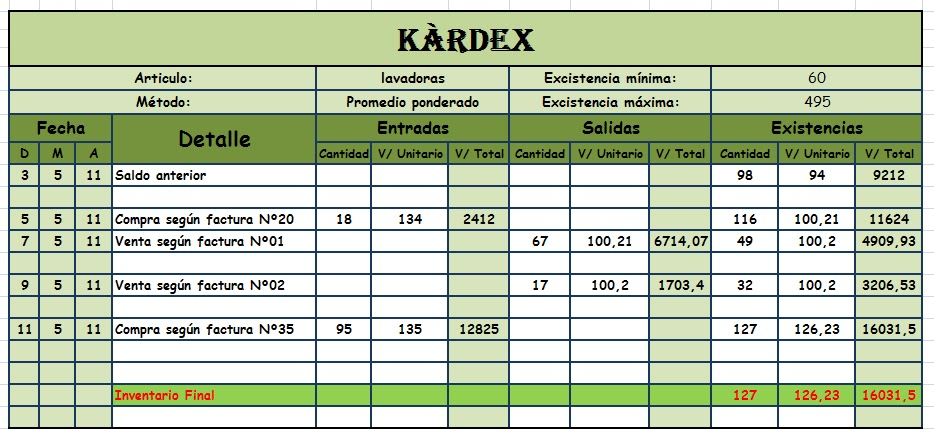 KÀRDEX
Articulo: lavadoras Excistencia mínima: 60
Método: Promedio ponderado Excistencia máxima: 495
Fecha Detalle Entradas Salidas Existencias
D M A Cantidad V/ Unitario V/ Total Cantidad V/ Unitario V/ Total Cantidad V/ Unitario V/ Total
3 5 11 Saldo anterior 98 94 9212
5 5 11 Compra según factura Nº20 18 134 2412 116 100,21 11624
7 5 11 Venta según factura Nº01 67 100,21 6714,07 49 100,2 4909,93
9 5 11 Venta según factura Nº02 17 100,2 1703,4 32 100,2 3206,53
11 5 11 Compra según factura Nº35 95 135 12825 127 126,23 16031,5
Inventario Final 127 126,23 16031,5